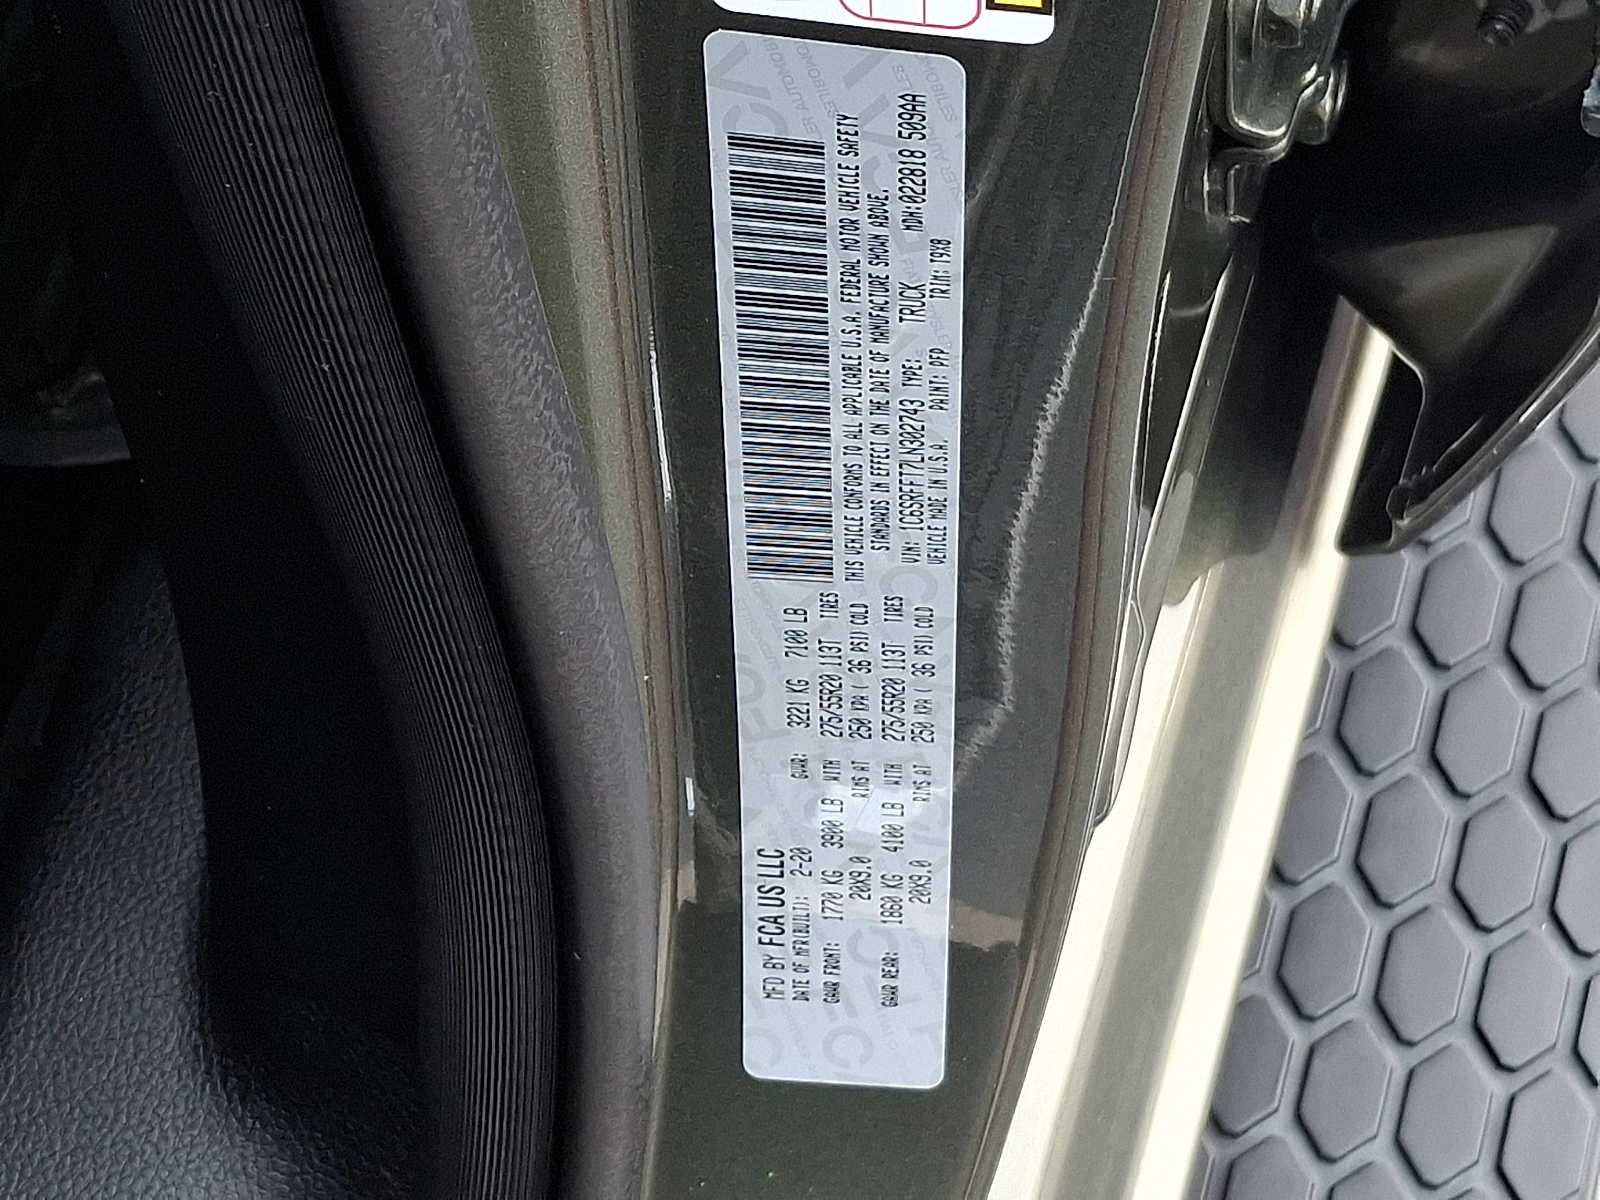 MFD BY FCA US LLC
DATE OF MFR(BUILT): 2-20 GVWR: 3221 KG 7100 LB
GAWR FRONT: 1770 KG 3900 LB WITH 275/55R20 113T TIRES
20X9.0 RIMS AT 250 KPA ( 36 PSI) COLD
GAWR REAR: 1860 KG 4100 LB WITH 275/55R20 113T TIRES
20X9.0 RIMS AT 250 KPA ( 36 PSI) COLD
THIS VEHICLE CONFORMS TO ALL APPLICABLE U.S.A. FEDERAL MOTOR VEHICLE SAFETY
STANDARDS IN EFFECT ON THE DATE OF MANUFACTURE SHOWN ABOVE.
VIN: 1C6SRFFT7LN302743 TYPE: TRUCK MDH:022818 509AA
VEHICLE MADE IN U.S.A. PAINT: PFP TRIM: T9X8